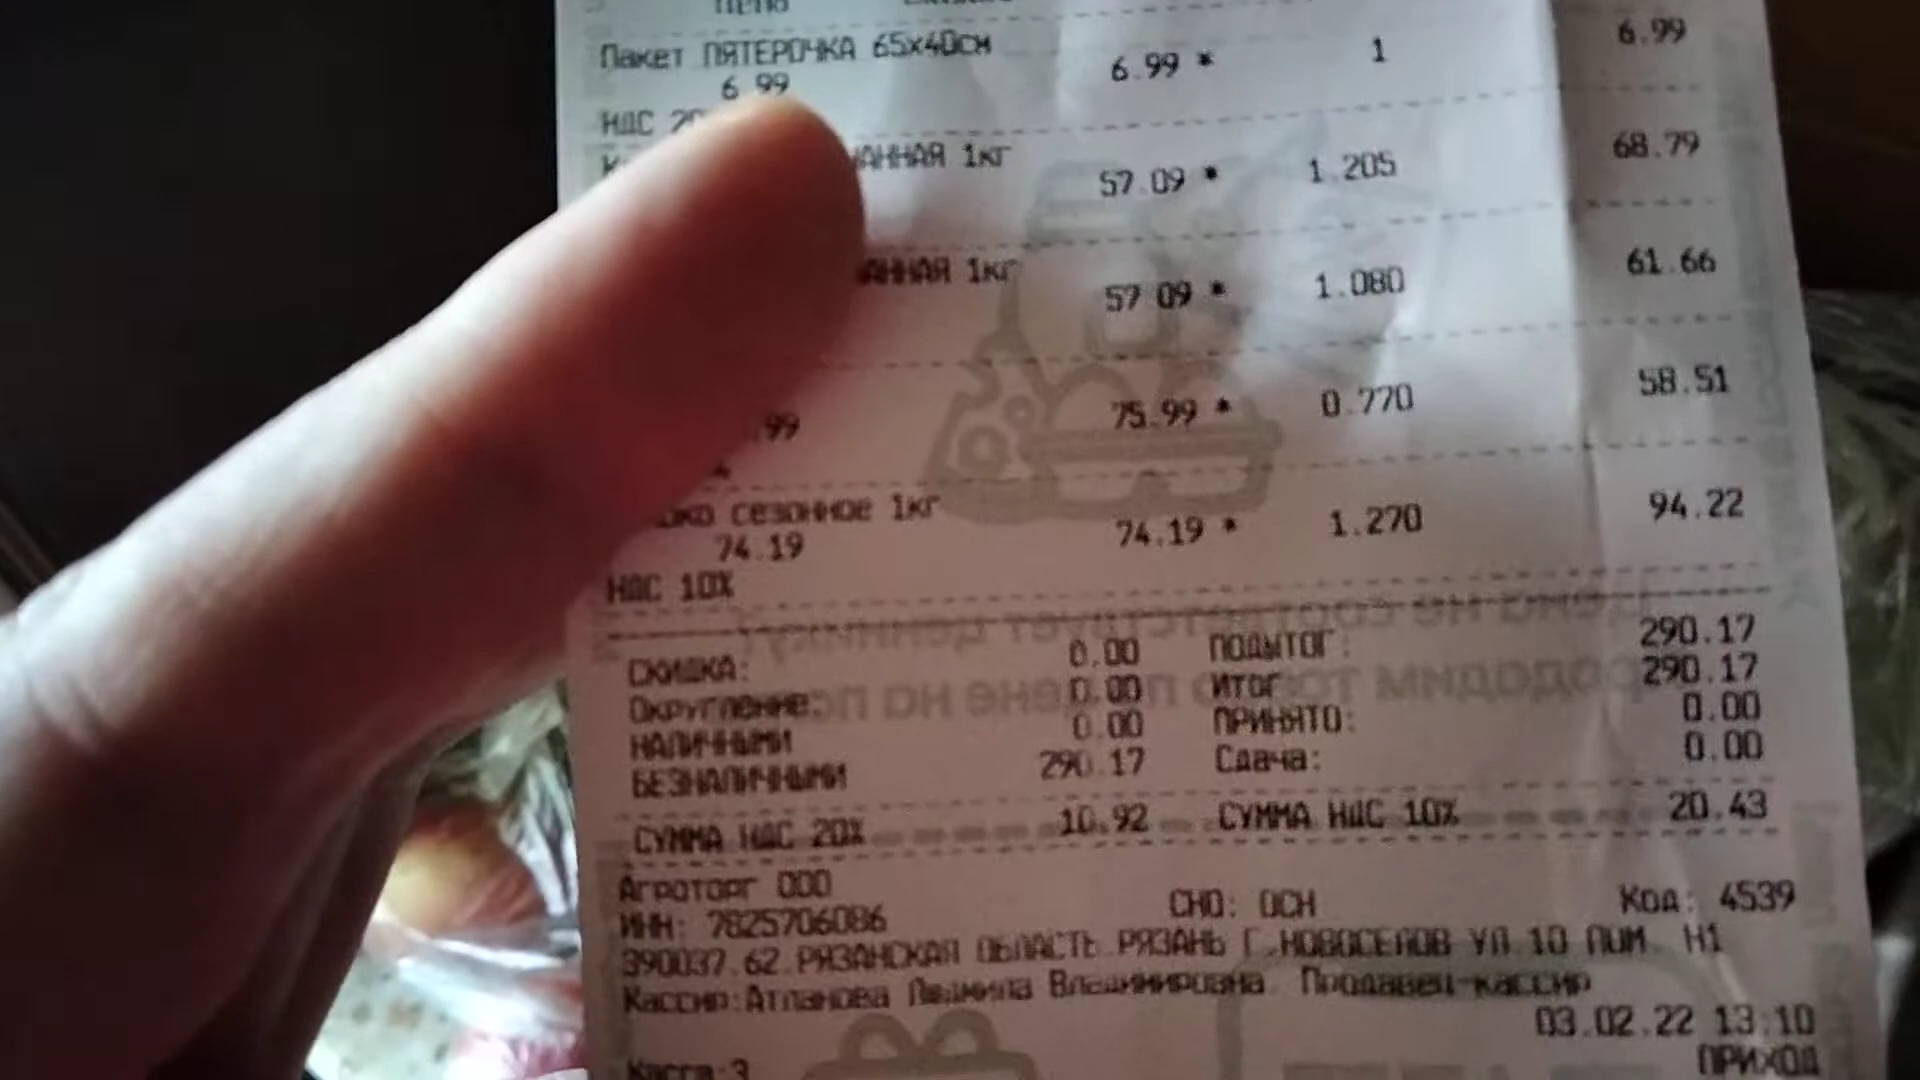 Пакет ПЯТЕРОЧКА 65х40см
6.99 6.99 * 1 6.99
НДС
1кг
57.09 * 1.205 68.79
1кг
57.09 * 1.080 61.66
75.99 * 0.770 58.51
сезонное 1кг
74.19 74.19 * 1.270 94.22
НДС 10%
СКИДКА: 0.00 ПОДЫТОГ: 290.17
Округление: 0.00 ИТОГ 290.17
НАЛИЧНЫМИ 0.00 ПРИНЯТО: 0.00
БЕЗНАЛИЧНЫМИ 290.17 Сдача: 0.00
СУММА НДС 20% 10.92 СУММА НДС 10% 20.43
Агроторг ООО
ИНН: 7825706086 СНО: ОСН Код: 4539
390037.62.РЯЗАНСКАЯ ОБЛАСТЬ.РЯЗАНЬ Г.,НОВОСЕЛОВ УЛ 10 ПОМ. Н1
Кассир:Атланова Людмила Владимировна. Продавец-кассир
03.02.22 13:10
Касса:3 ПРИХОД